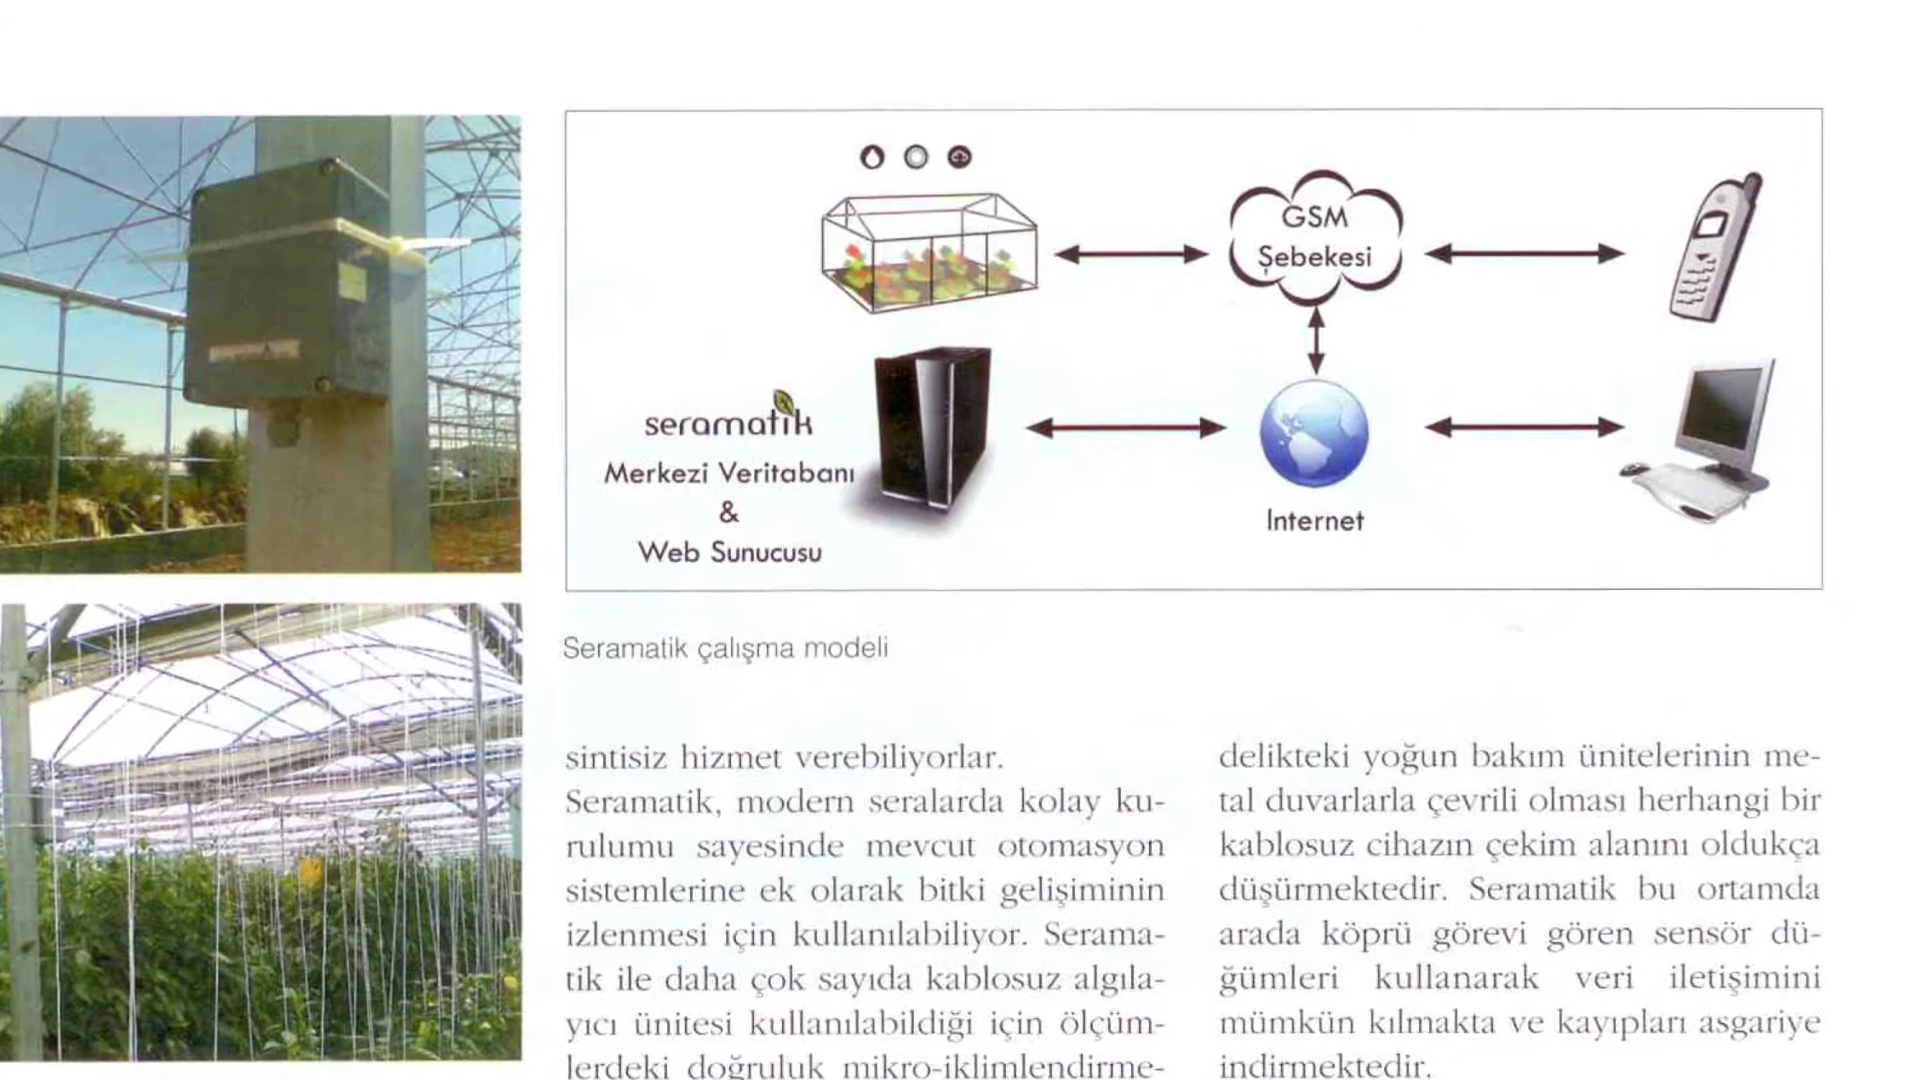 GSM
Şebekesi
seramatik
Merkezi Veritabanı
&
Web Sunucusu
Internet
Seramatik çalışma modeli
sintisiz hizmet verebiliyorlar.
Seramatik, modern seralarda kolay ku-
rulumu sayesinde mevcut otomasyon
sistemlerine ek olarak bitki gelişiminin
izlenmesi için kullanılabiliyor. Serama-
tik ile daha çok sayıda kablosuz algıla-
yıcı ünitesi kullanılabildiği için ölçüm-
lerdeki doğruluk mikro-iklimlendirme-
delikteki yoğun bakım ünitelerinin me-
tal duvarlarla çevrili olması herhangi bir
kablosuz cihazın çekim alanını oldukça
düşürmektedir. Seramatik bu ortamda
arada köprü görevi gören sensör dü-
ğümleri kullanarak veri iletişimini
mümkün kılmakta ve kayıpları asgariye
indirmektedir.